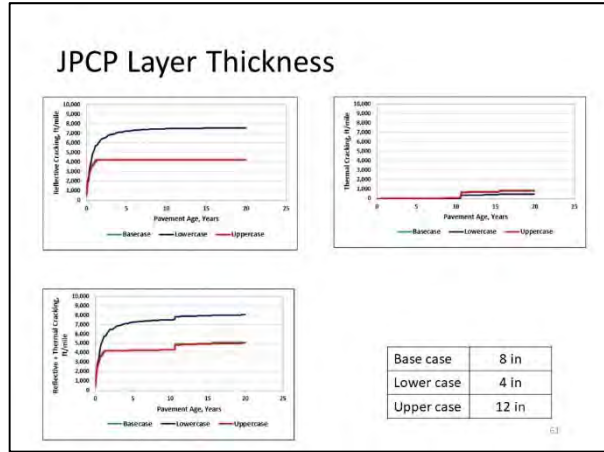 JPCP Layer Thickness
Reflective Cracking, ft/mile
10,000
9,000
8,000
7,000
6,000
5,000
4,000
3,000
2,000
1,000
0
0 5 10 15 20 25
Pavement Age, Years
Basecase Lowercase Uppercase
Thermal Cracking, ft/mile
10,000
9,000
8,000
7,000
6,000
5,000
4,000
3,000
2,000
1,000
0
0 5 10 15 20 25
Pavement Age, Years
Basecase Lowercase Uppercase
Reflective + Thermal Cracking,
ft/mile
10,000
9,000
8,000
7,000
6,000
5,000
4,000
3,000
2,000
1,000
0
0 5 10 15 20 25
Pavement Age, Years
Basecase Lowercase Uppercase
Base case 8 in
Lower case 4 in
Upper case 12 in
61